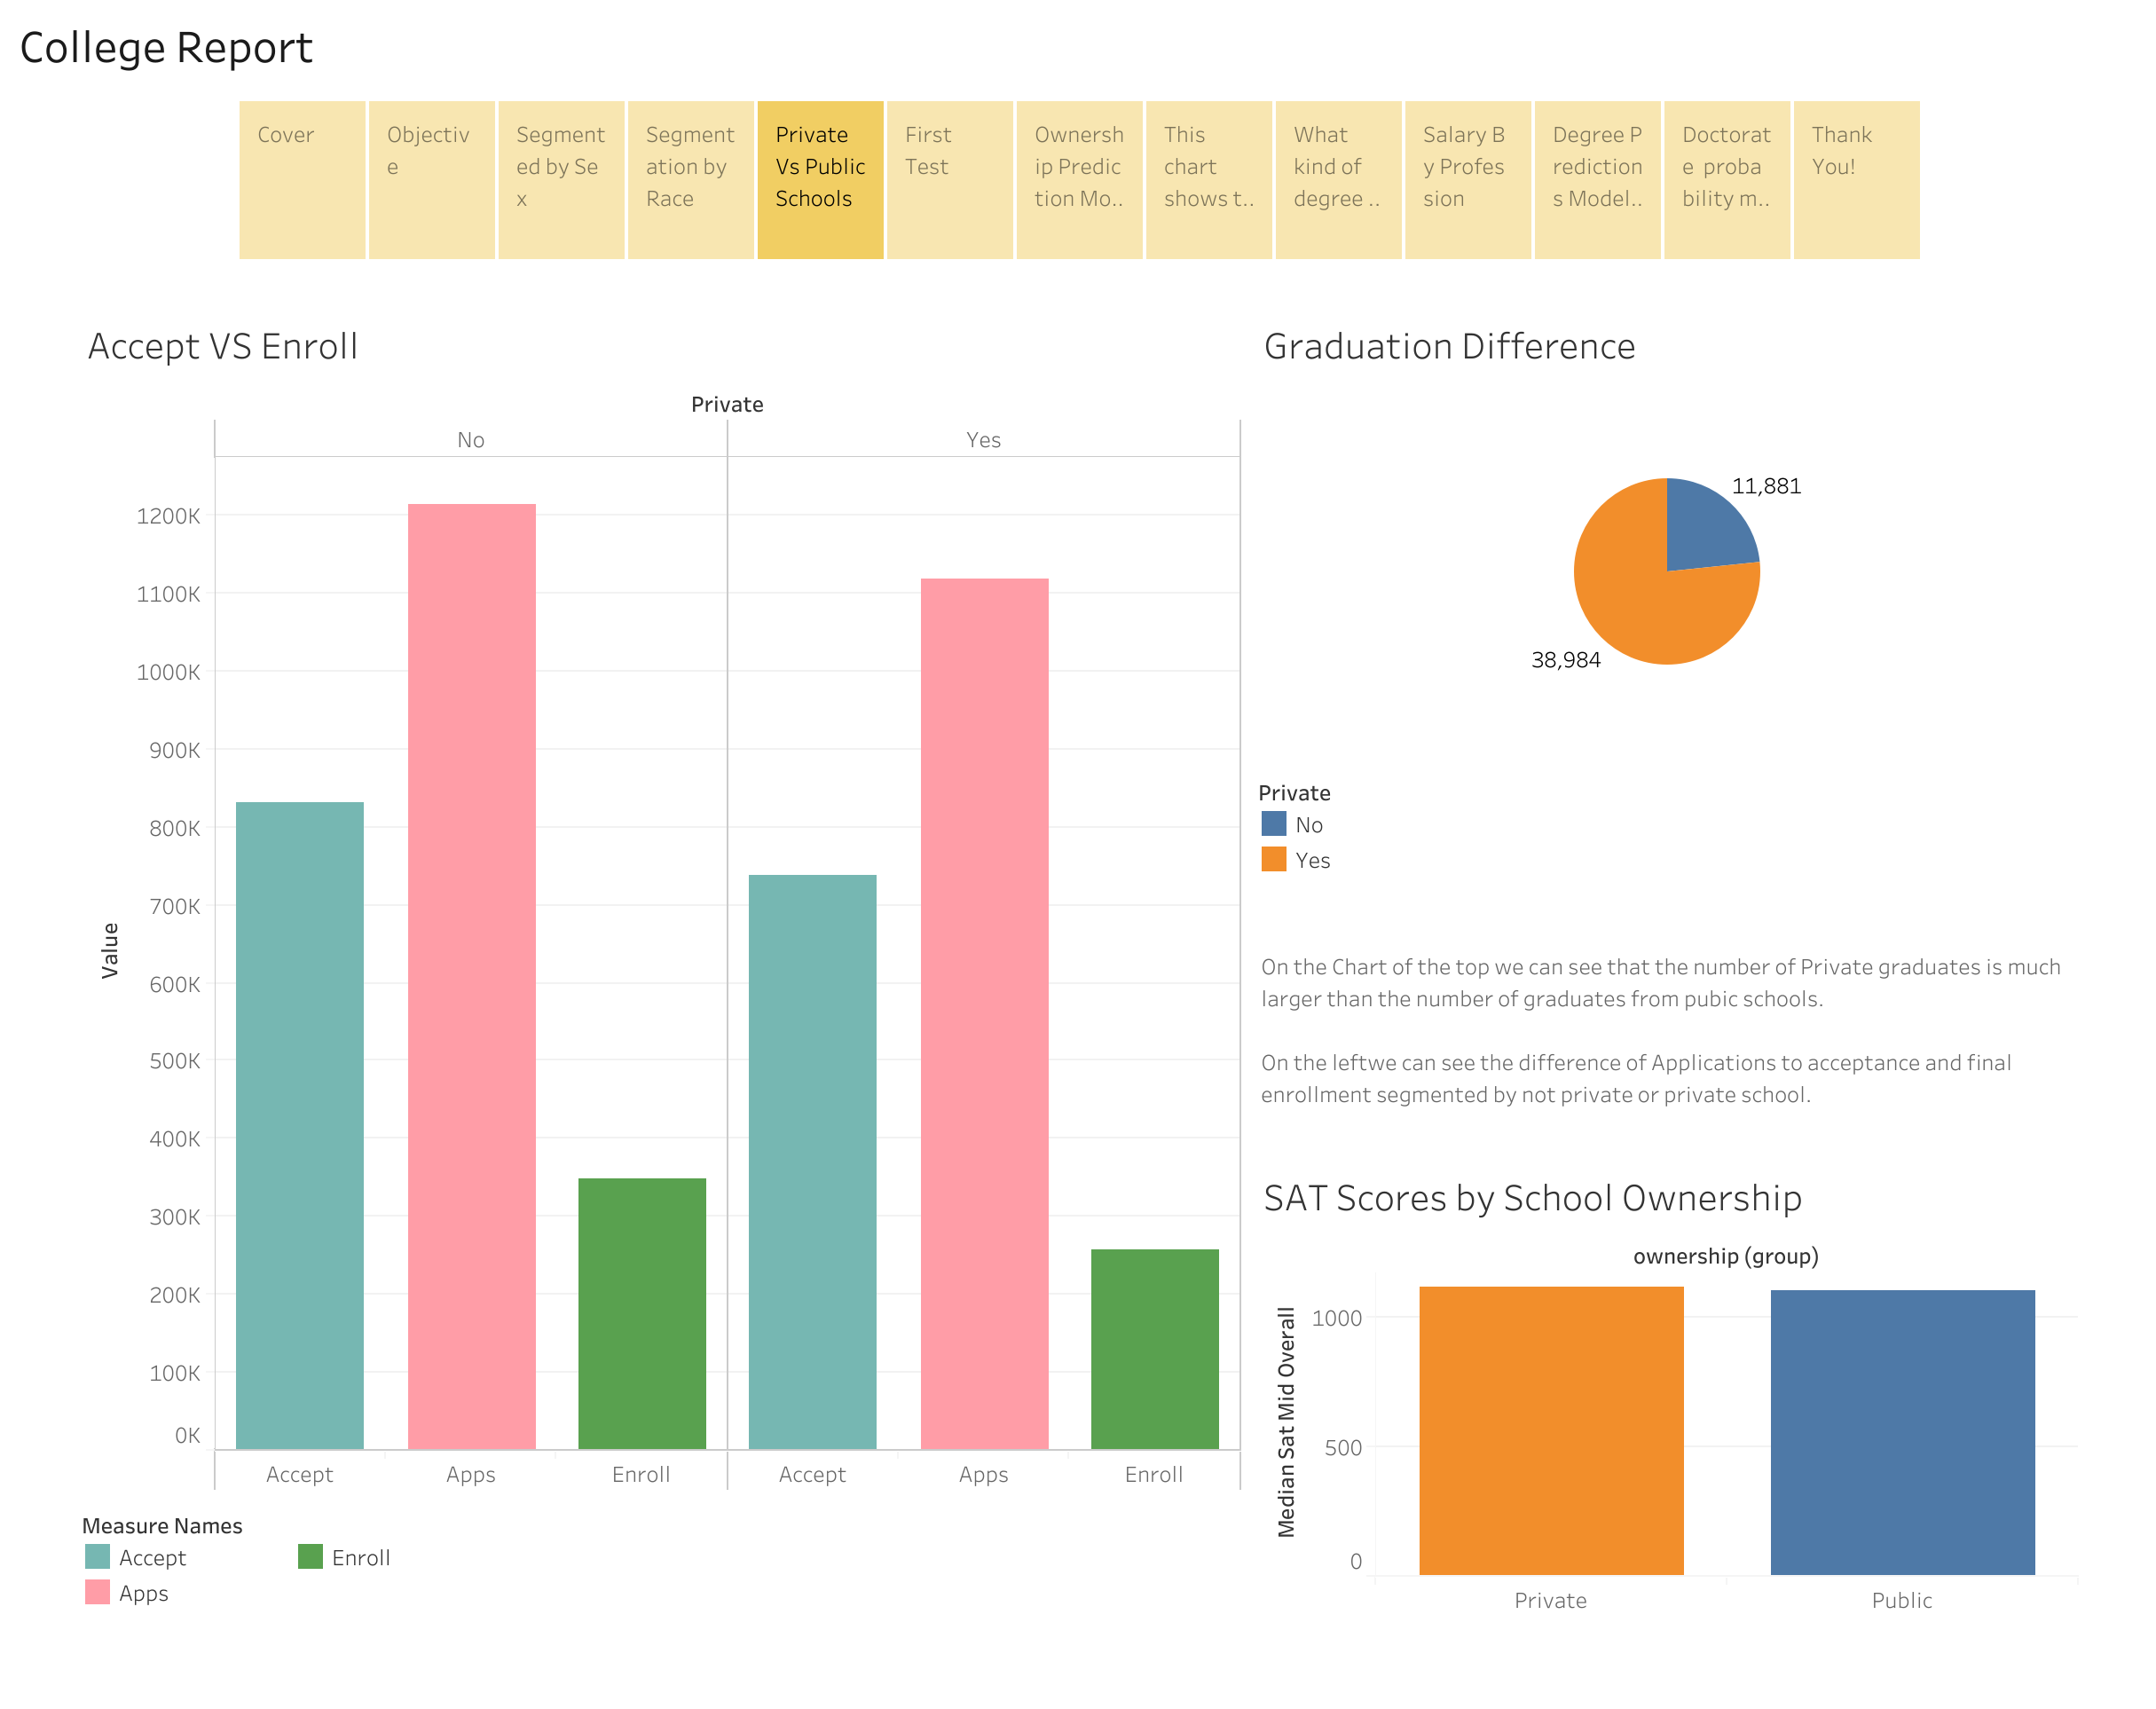 College Report
Cover
Objectiv
e
Segment
ed by Se
x
Segment
ation by
Race
Private
Vs Public
Schools
First
Test
Ownersh
ip Predic
tion Mo..
This
chart
shows t..
What
kind of
degree ..
Salary B
y Profes
sion
Degree P
rediction
s Model..
Doctorat
e proba
bility m..
Thank
You!
Accept VS Enroll
Private
No
Yes
1200K
1100K
1000K
900K
800K
700K
600K
500K
400K
300K
200K
100K
0K
Value
Accept
Apps
Enroll
Accept
Apps
Enroll
Measure Names
Accept
Enroll
Apps
Graduation Difference
11,881
38,984
Private
No
Yes
On the Chart of the top we can see that the number of Private graduates is much
larger than the number of graduates from pubic schools.
On the leftwe can see the difference of Applications to acceptance and final
enrollment segmented by not private or private school.
SAT Scores by School Ownership
ownership (group)
Median Sat Mid Overall
1000
500
0
Private
Public